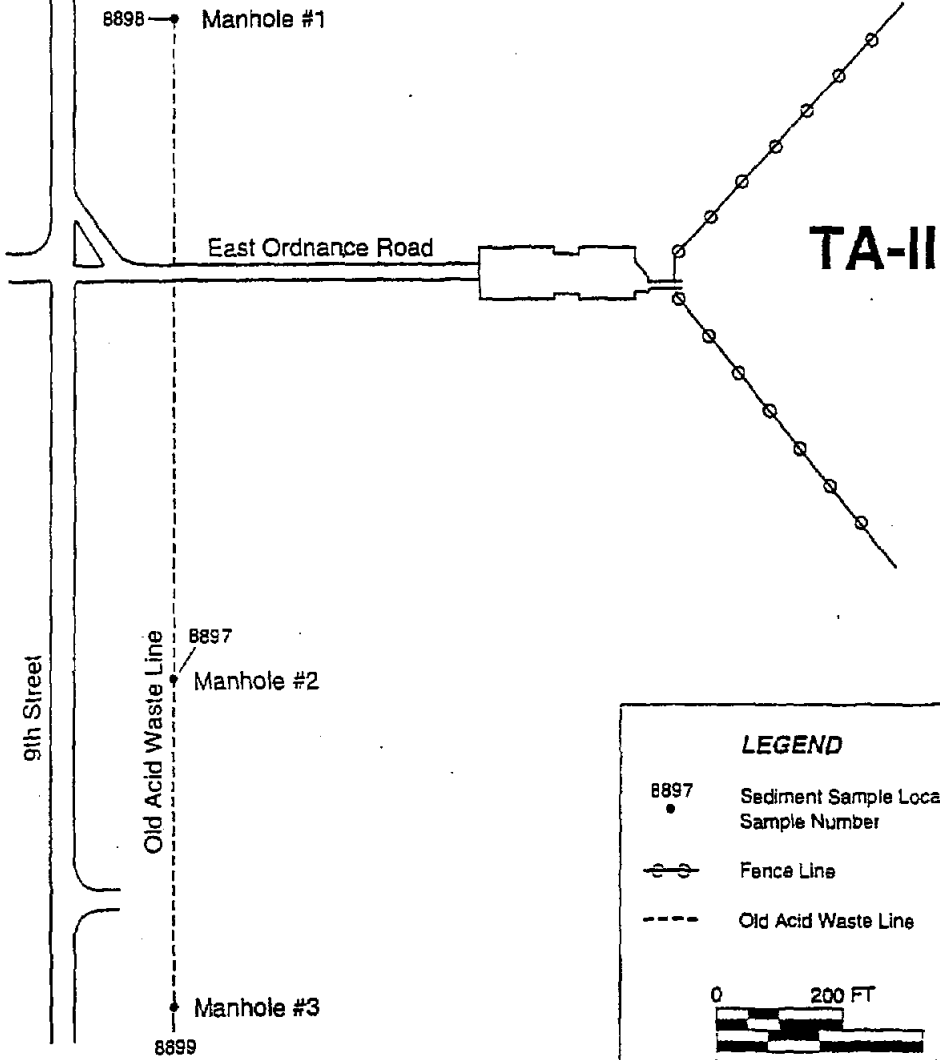 8898
Manhole #1
East Ordnance Road
TA-II
8897
Manhole #2
9th Street
Old Acid Waste Line
Manhole #3
8899
LEGEND
8897
Sediment Sample Loca
Sample Number
Fence Line
Old Acid Waste Line
0 200 FT